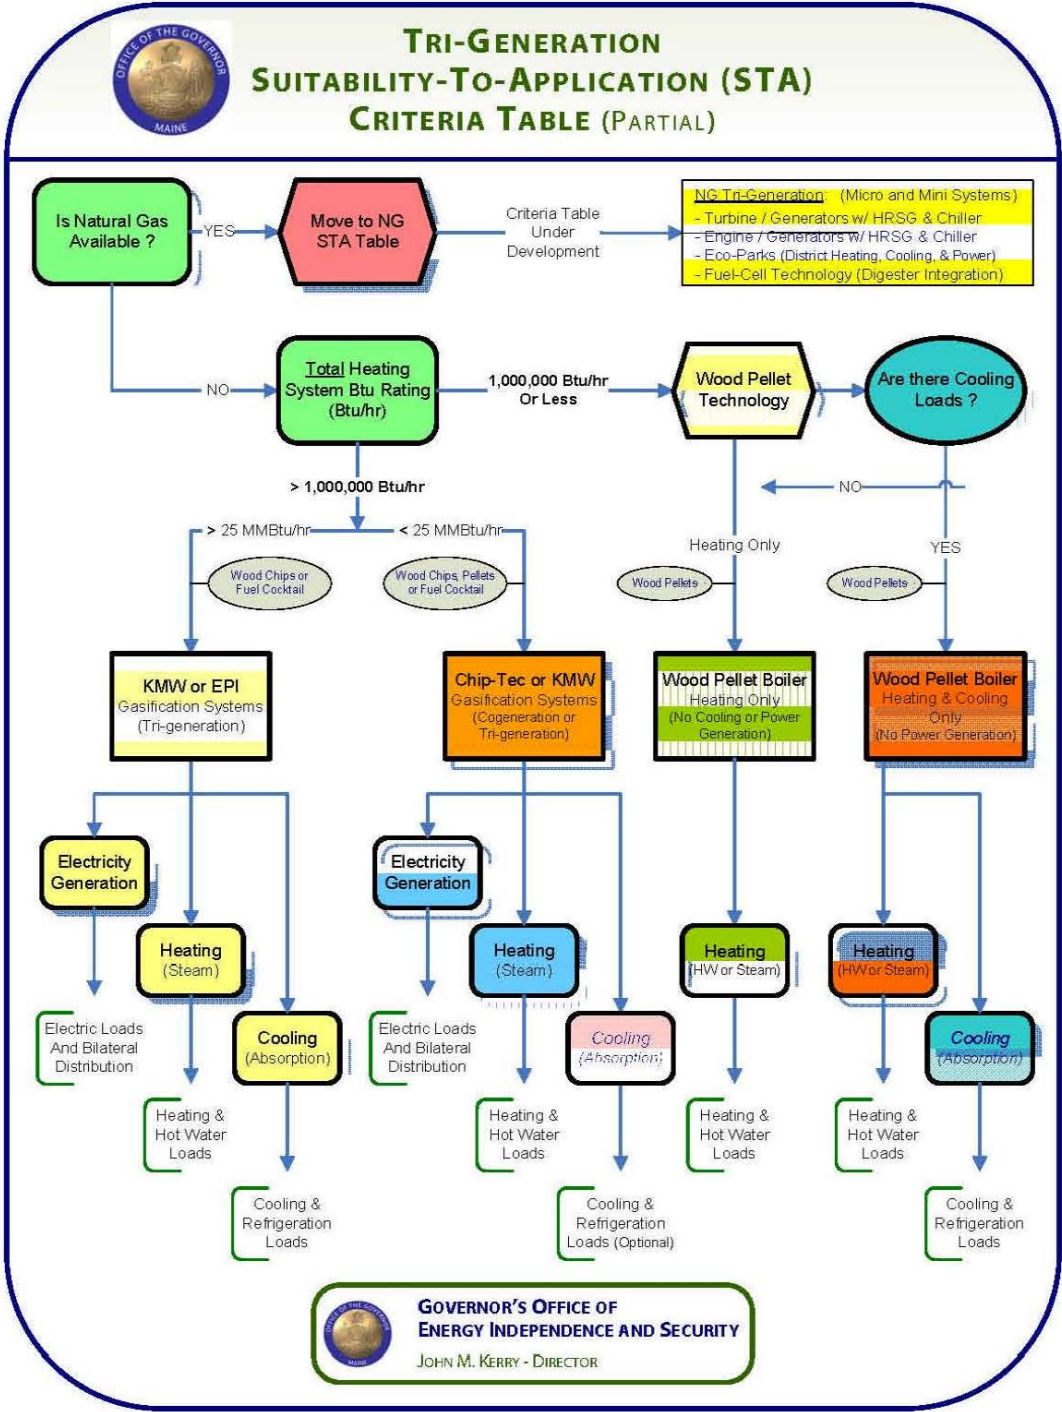 OFFICE OF THE GOVERNOR
MAINE
TRI-GENERATION
SUITABILITY-TO-APPLICATION (STA)
CRITERIA TABLE (PARTIAL)
Is Natural Gas
Available ?
YES
Move to NG
STA Table
Criteria Table
Under
Development
NG Tri-Generation: (Micro and Mini Systems)
- Turbine / Generators w/ HRSG & Chiller
- Engine / Generators w/ HRSG & Chiller
- Eco-Parks (District Heating, Cooling, & Power)
- Fuel-Cell Technology (Digester Integration)
NO
Total Heating
System Btu Rating
(Btu/hr)
1,000,000 Btu/hr
Or Less
Wood Pellet
Technology
Are there Cooling
Loads ?
> 1,000,000 Btu/hr
NO
> 25 MMBtu/hr
< 25 MMBtu/hr
Heating Only
YES
Wood Chips or
Fuel Cocktail
Wood Chips, Pellets
or Fuel Cocktail
Wood Pellets
Wood Pellets
KMW or EPI
Gasification Systems
(Tri-generation)
Chip-Tec or KMW
Gasification Systems
(Cogeneration or
Tri-generation)
Wood Pellet Boiler
Heating Only
(No Cooling or Power
Generation)
Wood Pellet Boiler
Heating & Cooling
Only
(No Power Generation)
Electricity
Generation
Heating
(Steam)
Cooling
(Absorption)
Electricity
Generation
Heating
(Steam)
Cooling
(Absorption)
Heating
(HW or Steam)
Heating
(HW or Steam)
Cooling
(Absorption)
Electric Loads
And Bilateral
Distribution
Heating &
Hot Water
Loads
Cooling &
Refrigeration
Loads
Electric Loads
And Bilateral
Distribution
Heating &
Hot Water
Loads
Cooling &
Refrigeration
Loads (Optional)
Heating &
Hot Water
Loads
Heating &
Hot Water
Loads
Cooling &
Refrigeration
Loads
OFFICE OF THE GOVERNOR
MAINE
GOVERNOR'S OFFICE OF
ENERGY INDEPENDENCE AND SECURITY
JOHN M. KERRY - DIRECTOR